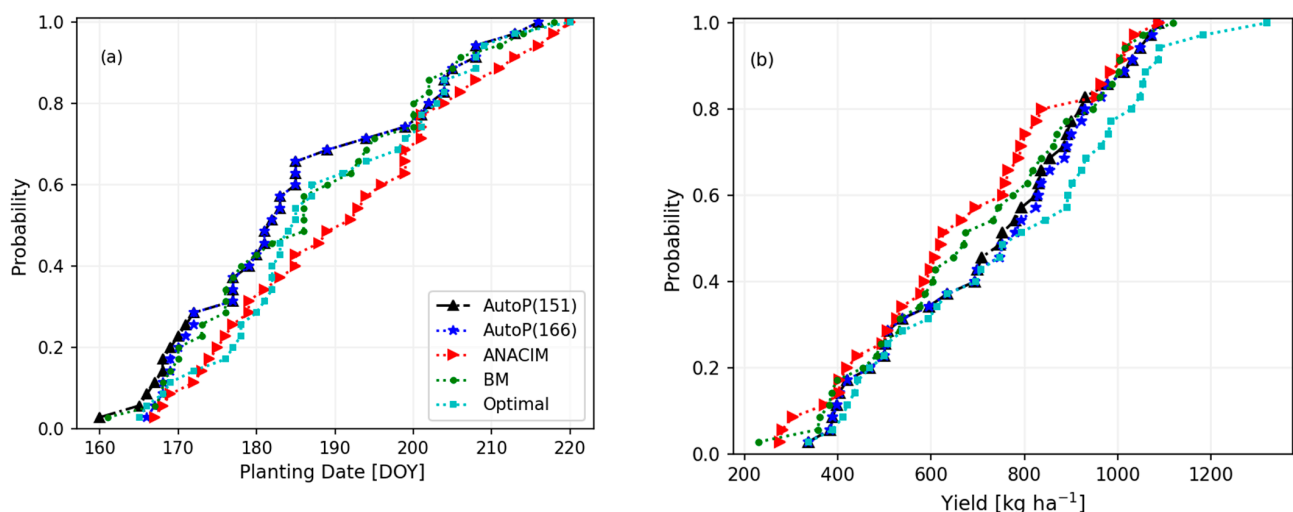 (a)
Probability
1.0
0.8
0.6
0.4
0.2
0.0
160 170 180 190 200 210 220
Planting Date [DOY]
AutoP(151)
AutoP(166)
ANACIM
BM
Optimal
(b)
Probability
1.0
0.8
0.6
0.4
0.2
0.0
200 400 600 800 1000 1200
Yield [kg ha⁻¹]